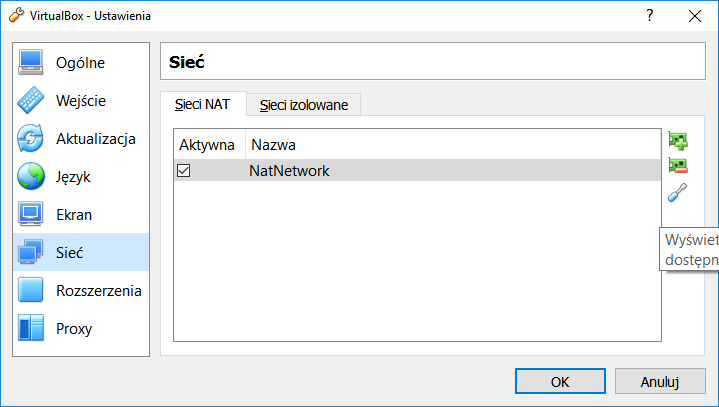 VirtualBox - Ustawienia
?
Ogólne
Wejście
Aktualizacja
Język
Ekran
Sieć
Rozszerzenia
Proxy
Sieć
Sieci NAT
Sieci izolowane
Aktywna Nazwa
NatNetwork
Wyświet
dostępn
OK Anuluj